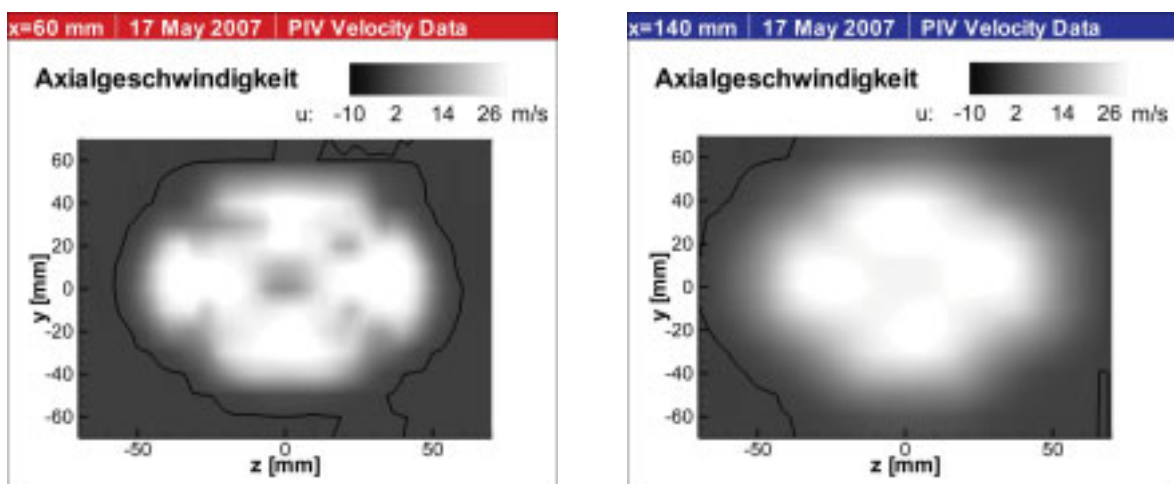 x=60 mm | 17 May 2007 | PIV Velocity Data
Axialgeschwindigkeit
u: -10 2 14 26 m/s
60
40
20
0
-20
-40
-60
y [mm]
-50 0 50
z [mm]
x=140 mm | 17 May 2007 | PIV Velocity Data
Axialgeschwindigkeit
u: -10 2 14 26 m/s
60
40
20
0
-20
-40
-60
y [mm]
-50 0 50
z [mm]